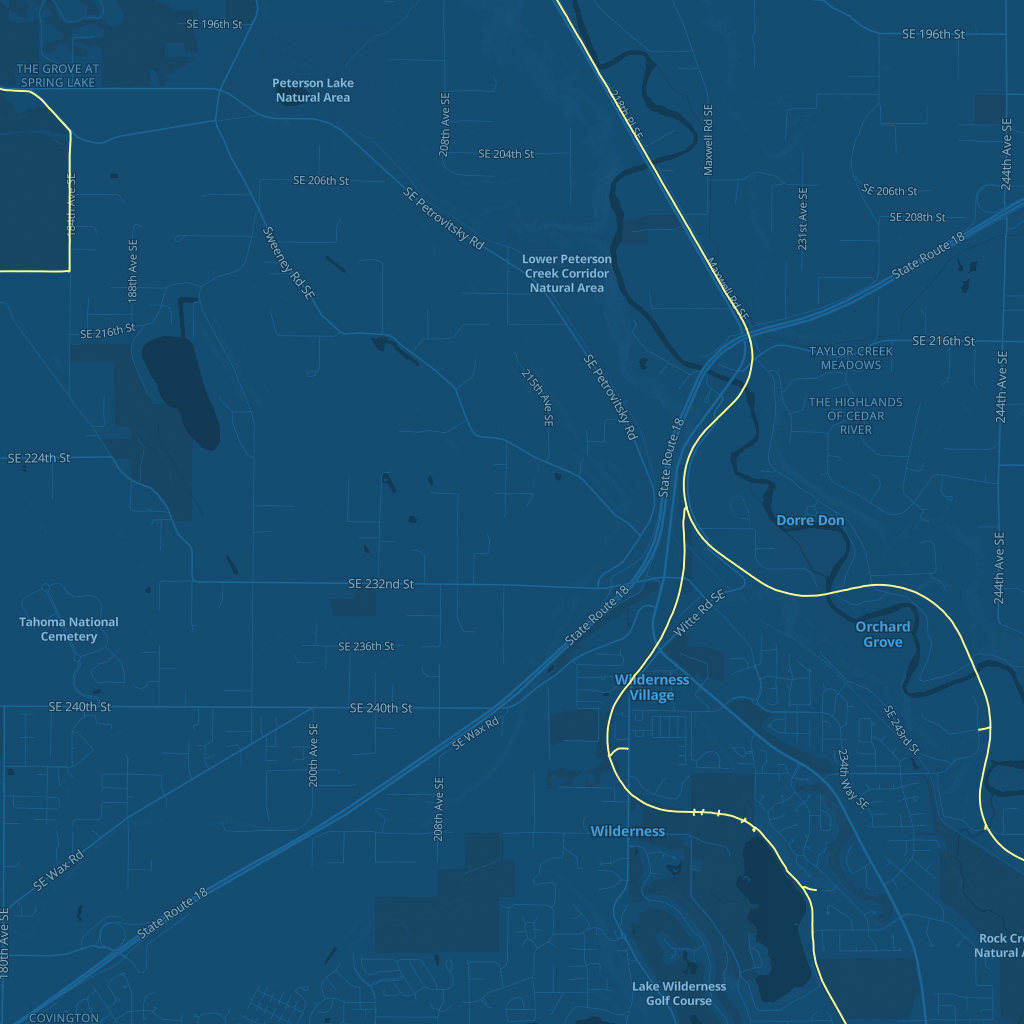 SE 196th St
SE 196th St
THE GROVE AT
SPRING LAKE
Peterson Lake
Natural Area
218th Pl SE
208th Ave SE
Maxwell Rd SE
244th Ave SE
SE 204th St
SE 206th St
184th Ave SE
SE Petrovitsky Rd
SE 206th St
SE 208th St
231st Ave SE
State Route 18
Sweeney Rd SE
188th Ave SE
Lower Peterson
Creek Corridor
Natural Area
Maxwell Rd SE
SE 216th St
SE 216th St
TAYLOR CREEK
MEADOWS
SE Petrovitsky Rd
215th Ave SE
244th Ave SE
THE HIGHLANDS
OF CEDAR
RIVER
State Route 18
SE 224th St
Dorre Don
244th Ave SE
SE 232nd St
State Route 18
Witte Rd SE
Tahoma National
Cemetery
Orchard
Grove
SE 236th St
Wilderness
Village
SE 240th St
SE 240th St
SE Wax Rd
200th Ave SE
SE 243rd St
234th Way SE
208th Ave SE
Wilderness
SE Wax Rd
State Route 18
180th Ave SE
Rock Cre
Natural A
Lake Wilderness
Golf Course
COVINGTON